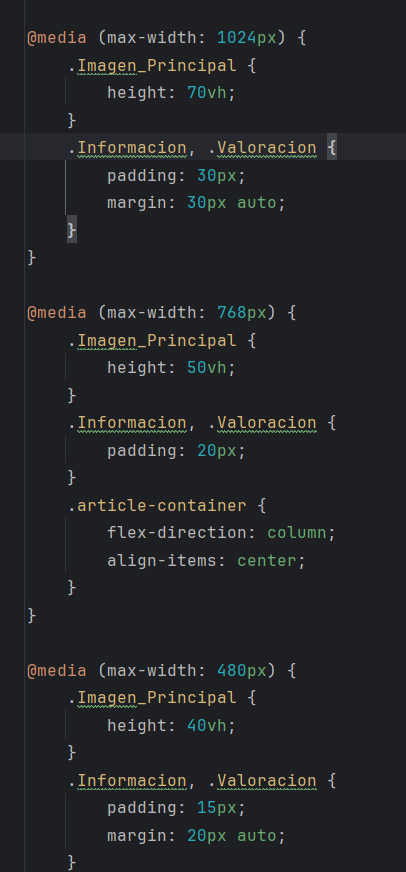 @media (max-width: 1024px) {
    .Imagen_Principal {
        height: 70vh;
    }
    .Informacion, .Valoracion {
        padding: 30px;
        margin: 30px auto;
    }
}
@media (max-width: 768px) {
    .Imagen_Principal {
        height: 50vh;
    }
    .Informacion, .Valoracion {
        padding: 20px;
    }
    .article-container {
        flex-direction: column;
        align-items: center;
    }
}
@media (max-width: 480px) {
    .Imagen_Principal {
        height: 40vh;
    }
    .Informacion, .Valoracion {
        padding: 15px;
        margin: 20px auto;
    }